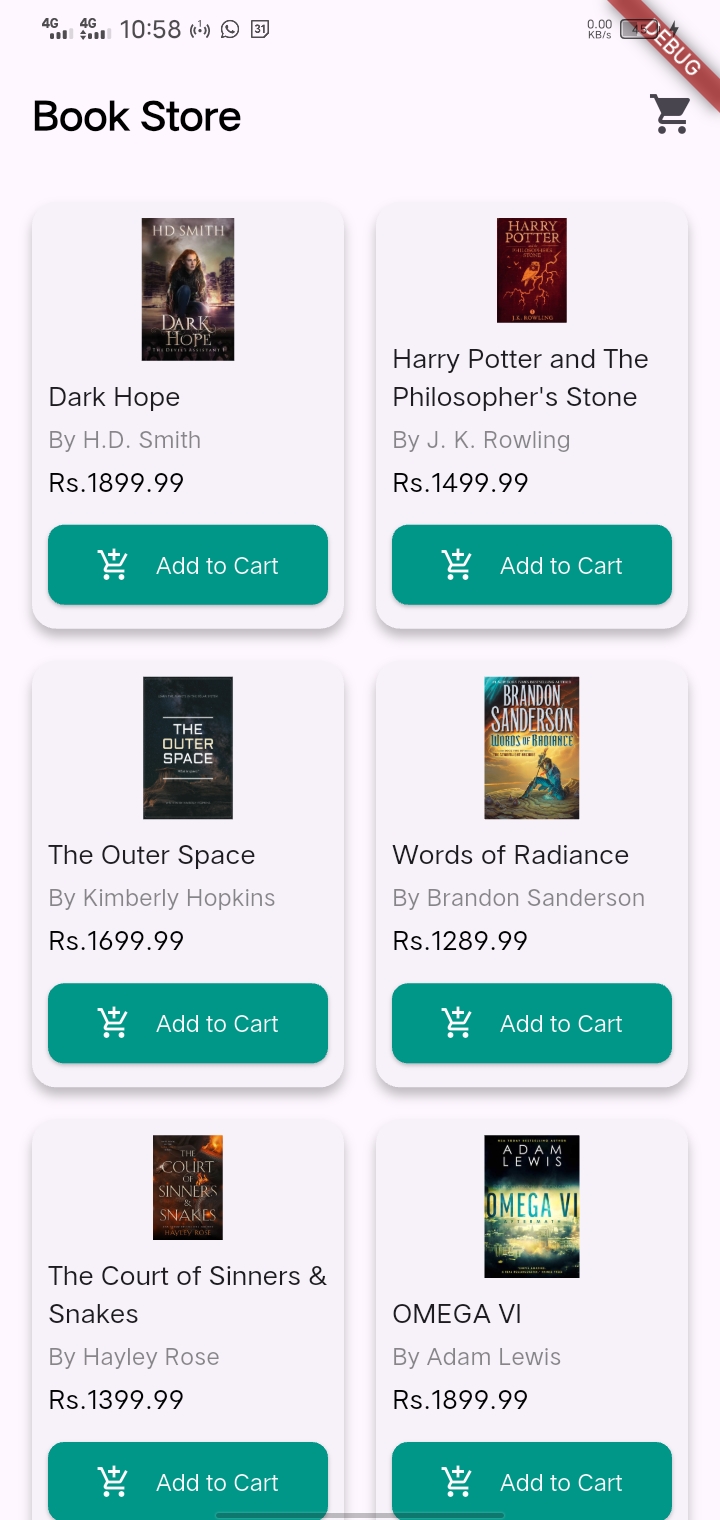 4G 4G 10:58 31 0.00 KB/s
DEBUG
Book Store
HD SMITH
DARK HOPE
THE DEVIL'S ASSISTANT 1
Dark Hope
By H.D. Smith
Rs.1899.99
Add to Cart
HARRY
POTTER
PHILOSOPHER'S
STONE
J.K. ROWLING
Harry Potter and The
Philosopher's Stone
By J. K. Rowling
Rs.1499.99
Add to Cart
THE
OUTER
SPACE
The Outer Space
By Kimberly Hopkins
Rs.1699.99
Add to Cart
BRANDON
SANDERSON
WORDS OF RADIANCE
Words of Radiance
By Brandon Sanderson
Rs.1289.99
Add to Cart
THE
COURT
OF
SINNERS
&
SNAKES
HAYLEY ROSE
The Court of Sinners &
Snakes
By Hayley Rose
Rs.1399.99
Add to Cart
ADAM
LEWIS
OMEGA VI
AFTERMATH
OMEGA VI
By Adam Lewis
Rs.1899.99
Add to Cart